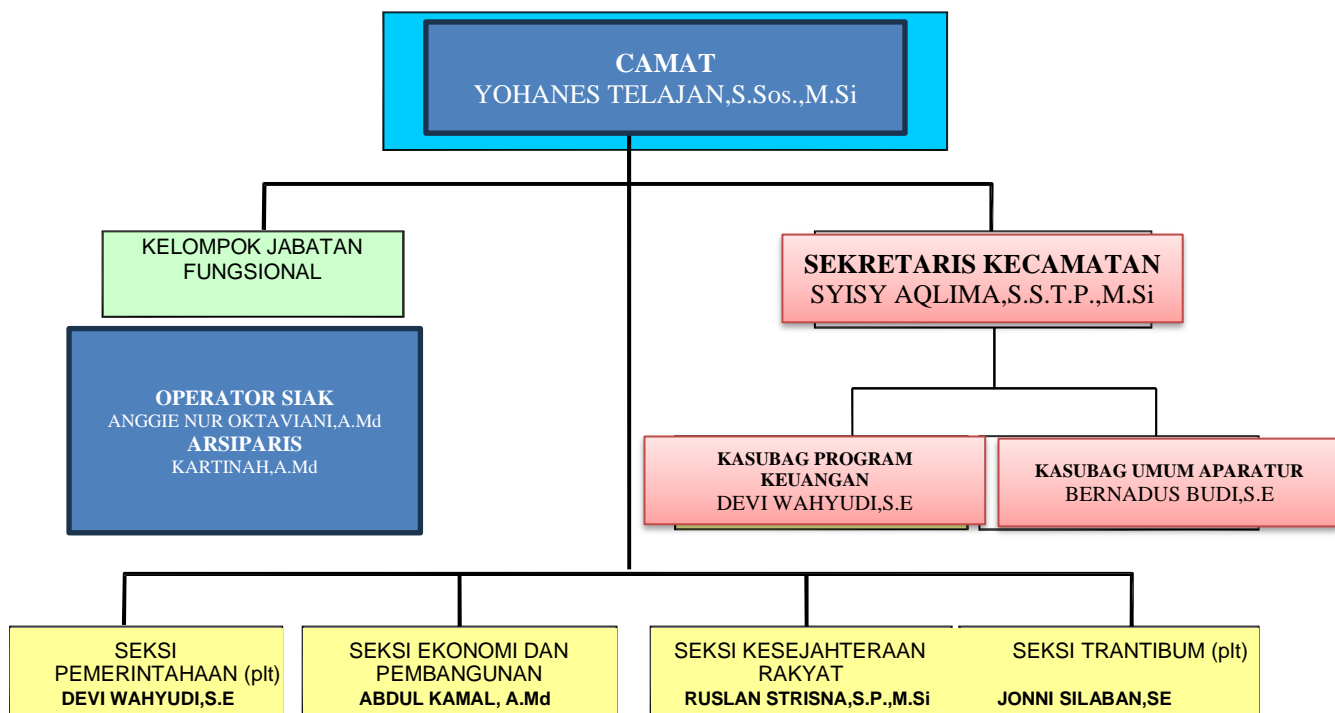 CAMAT
YOHANES TELAJAN,S.Sos.,M.Si
KELOMPOK JABATAN
FUNGSIONAL
SEKRETARIS KECAMATAN
SYISY AQLIMA,S.S.T.P.,M.Si
OPERATOR SIAK
ANGGIE NUR OKTAVIANI,A.Md
ARSIPARIS
KARTINAH,A.Md
KASUBAG PROGRAM
KEUANGAN
DEVI WAHYUDI,S.E
KASUBAG UMUM APARATUR
BERNADUS BUDI,S.E
SEKSI
PEMERINTAHAAN (plt)
DEVI WAHYUDI,S.E
SEKSI EKONOMI DAN
PEMBANGUNAN
ABDUL KAMAL, A.Md
SEKSI KESEJAHTERAAN
RAKYAT
RUSLAN STRISNA,S.P.,M.Si
SEKSI TRANTIBUM (plt)
JONNI SILABAN,SE